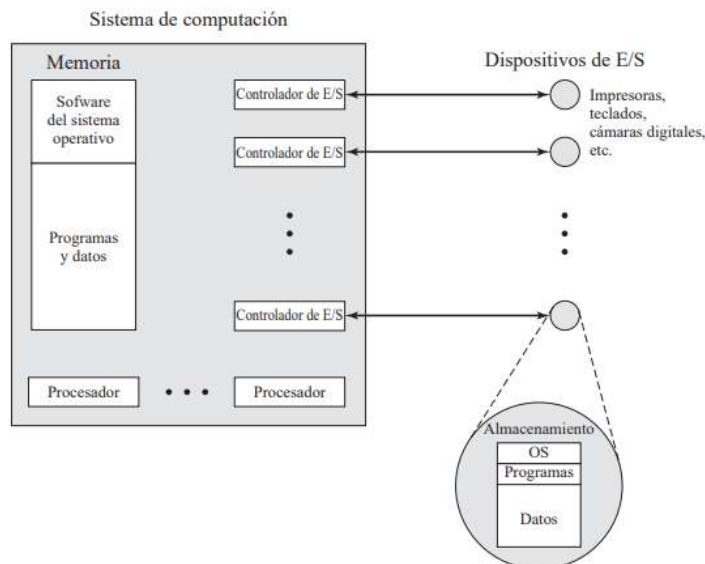 Sistema de computación
Memoria
Sofware
del sistema
operativo
Programas
y datos
Controlador de E/S
Controlador de E/S
Controlador de E/S
Procesador
Procesador
Dispositivos de E/S
Impresoras,
teclados,
cámaras digitales,
etc.
Almacenamiento
OS
Programas
Datos